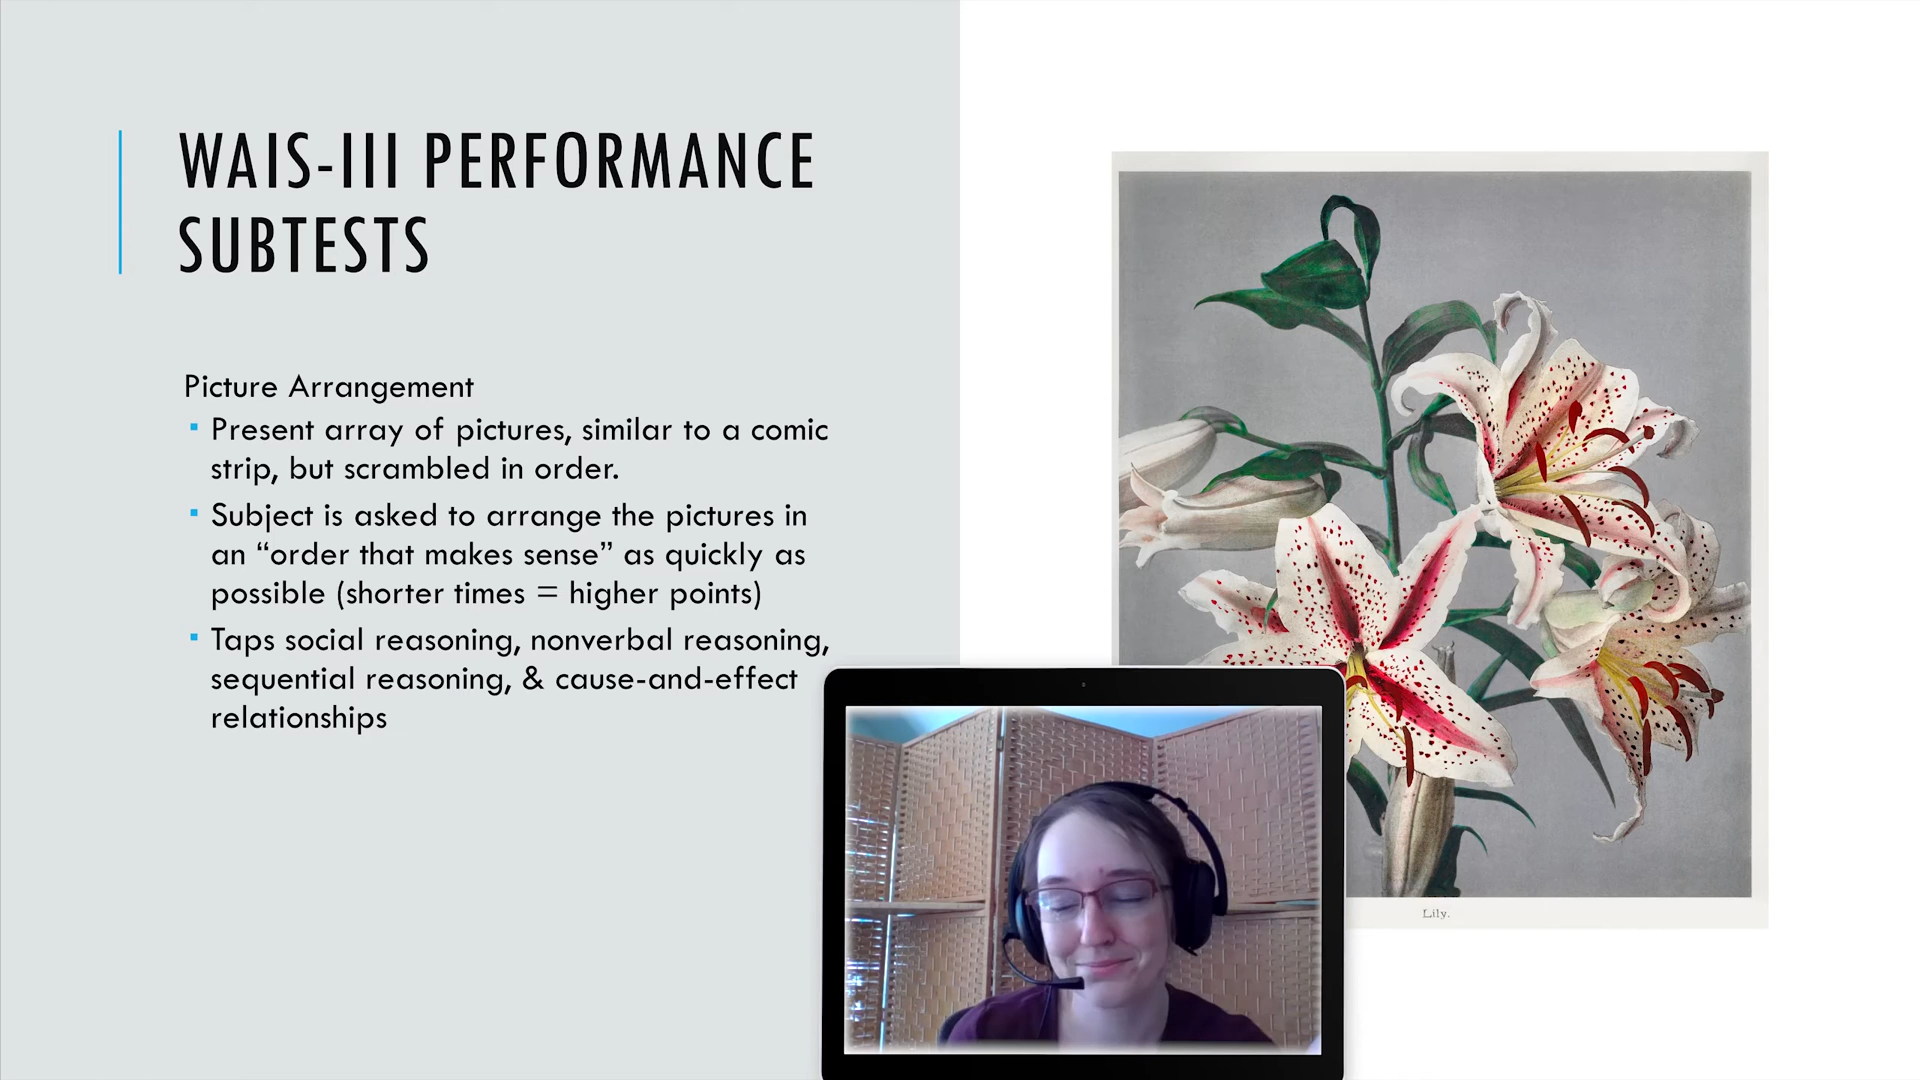 WAIS-III PERFORMANCE
SUBTESTS
Picture Arrangement
▪ Present array of pictures, similar to a comic
strip, but scrambled in order.
▪ Subject is asked to arrange the pictures in
an “order that makes sense” as quickly as
possible (shorter times = higher points)
▪ Taps social reasoning, nonverbal reasoning,
sequential reasoning, & cause-and-effect
relationships
Lily.